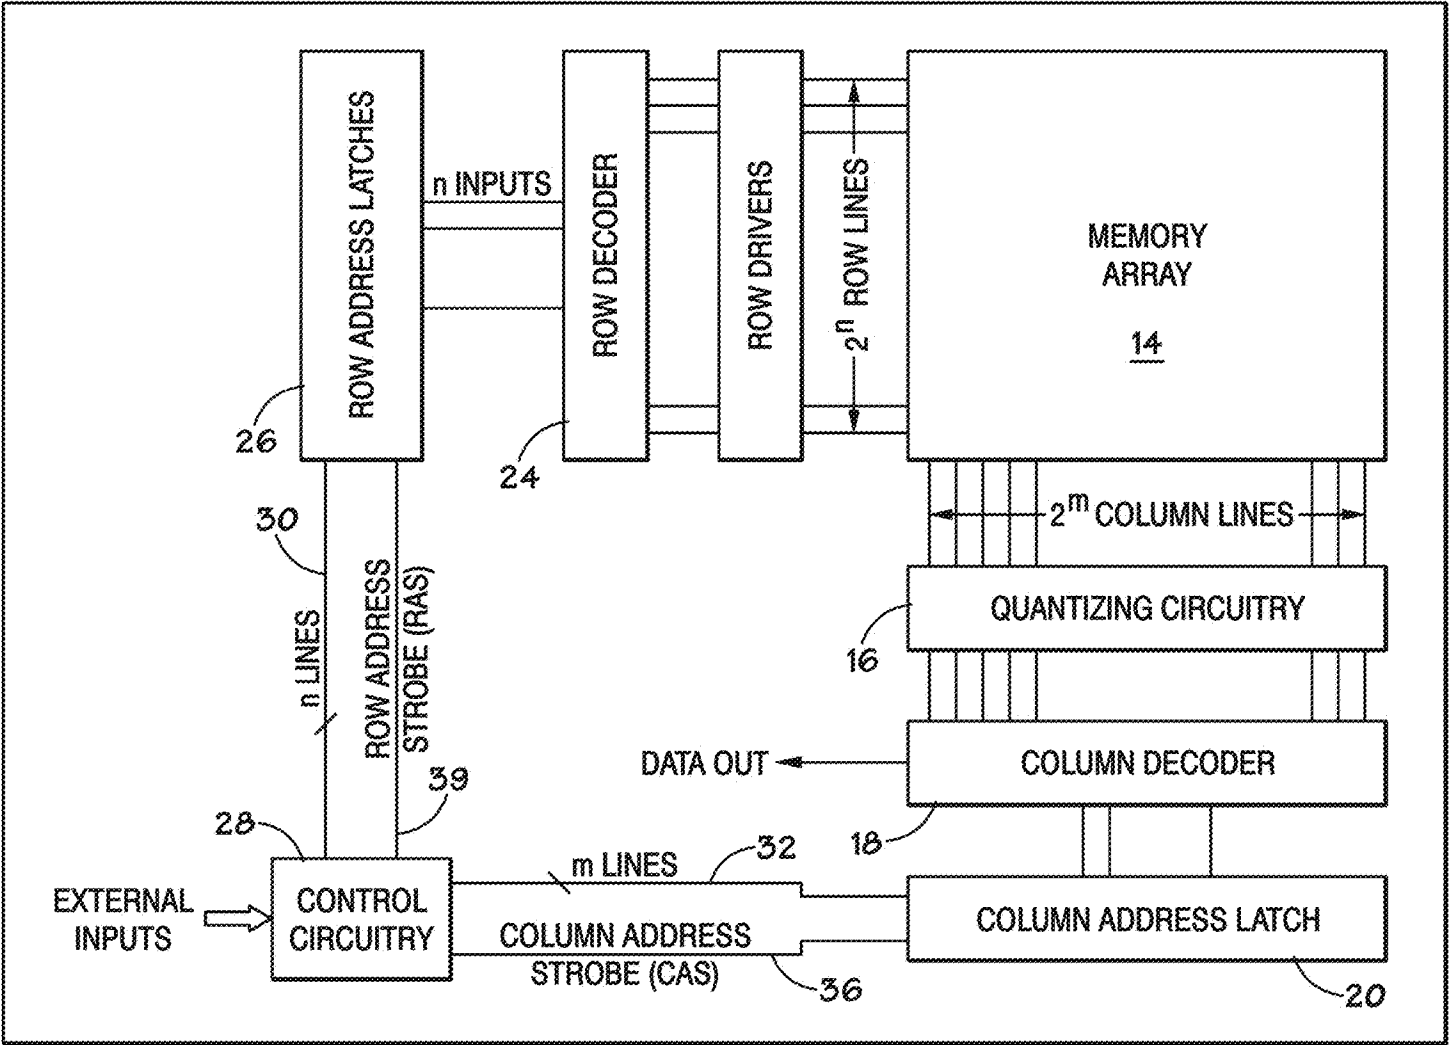 ROW ADDRESS LATCHES
26
n INPUTS
ROW DECODER
24
ROW DRIVERS
2ⁿ ROW LINES
MEMORY
ARRAY
14
2ᵐ COLUMN LINES
QUANTIZING CIRCUITRY
16
COLUMN DECODER
18
DATA OUT
30
n LINES
ROW ADDRESS
STROBE (RAS)
39
28
EXTERNAL
INPUTS
CONTROL
CIRCUITRY
m LINES
32
COLUMN ADDRESS
STROBE (CAS)
36
COLUMN ADDRESS LATCH
20